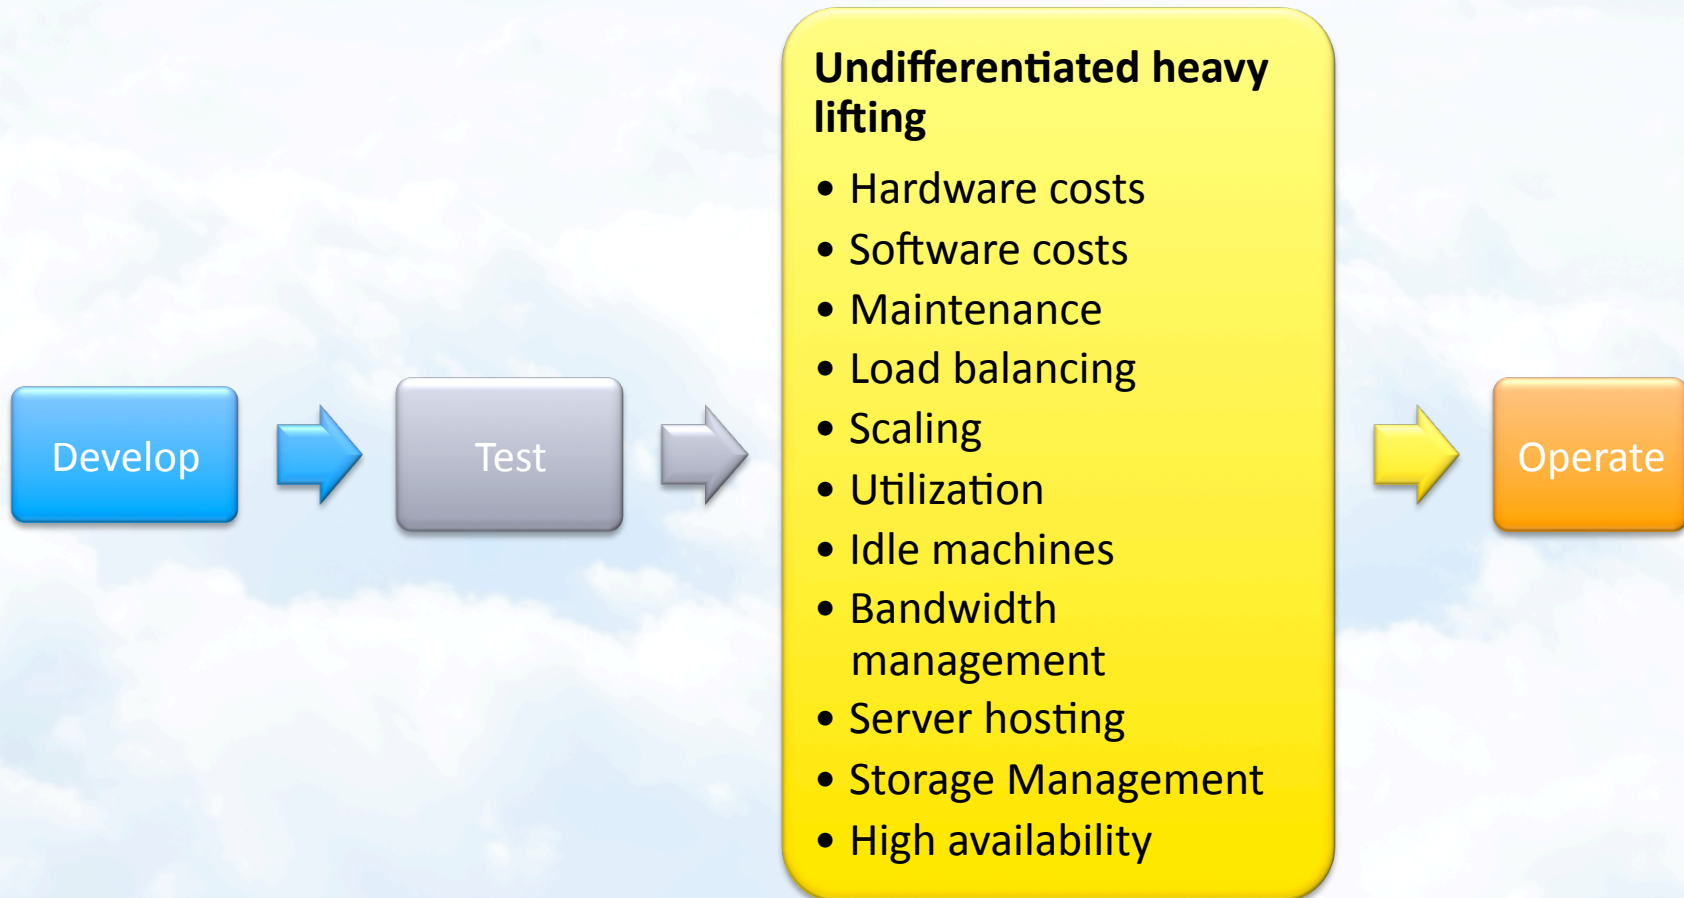 Develop
Test
Undifferentiated heavy
lifting
• Hardware costs
• Software costs
• Maintenance
• Load balancing
• Scaling
• Utilization
• Idle machines
• Bandwidth
management
• Server hosting
• Storage Management
• High availability
Operate